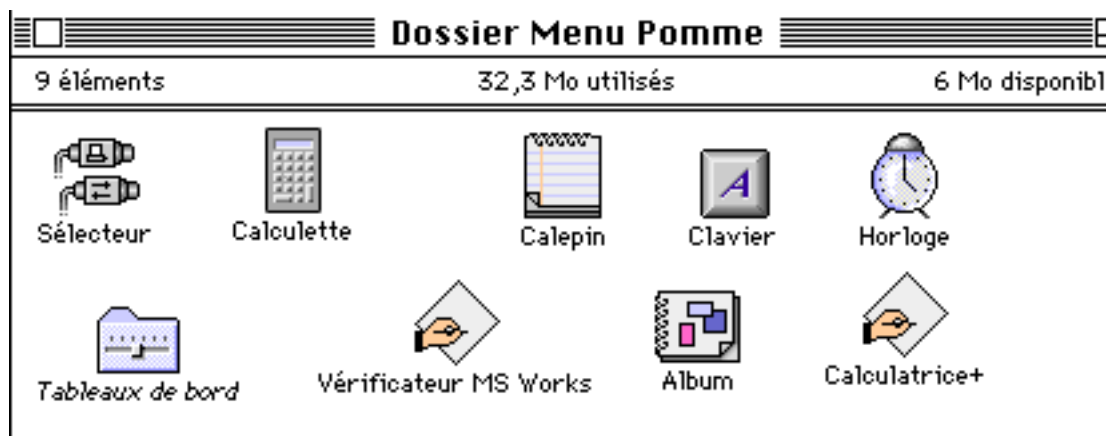 Dossier Menu Pomme
9 éléments 32,3 Mo utilisés 6 Mo disponibl
Sélecteur Calculette Calepin Clavier Horloge
A
Tableaux de bord Vérificateur MS Works Album Calculatrice+